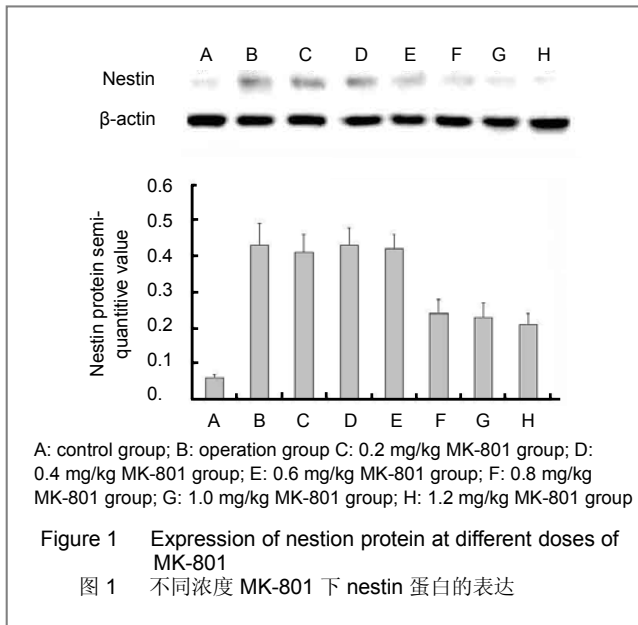 A B C D E F G H
Nestin
β-actin
Nestin protein semi-
quantitive value
0.6
0.5
0.4
0.3
0.2
0.1
0.
A B C D E F G H
A: control group; B: operation group C: 0.2 mg/kg MK-801 group; D:
0.4 mg/kg MK-801 group; E: 0.6 mg/kg MK-801 group; F: 0.8 mg/kg
MK-801 group; G: 1.0 mg/kg MK-801 group; H: 1.2 mg/kg MK-801 group
Figure 1 Expression of nestion protein at different doses of
MK-801
图 1 不同浓度 MK-801 下 nestin 蛋白的表达